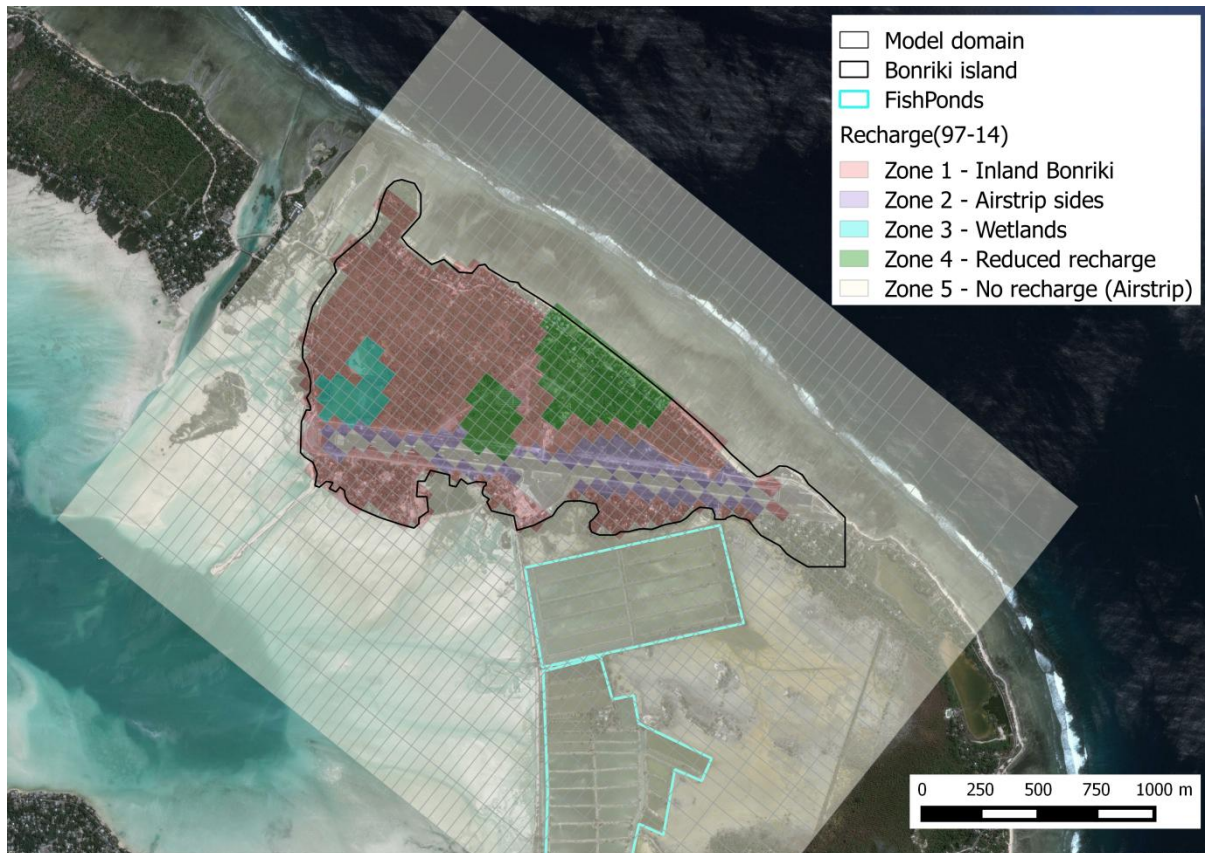 Model domain
Bonriki island
FishPonds
Recharge(97-14)
Zone 1 - Inland Bonriki
Zone 2 - Airstrip sides
Zone 3 - Wetlands
Zone 4 - Reduced recharge
Zone 5 - No recharge (Airstrip)
0 250 500 750 1000 m